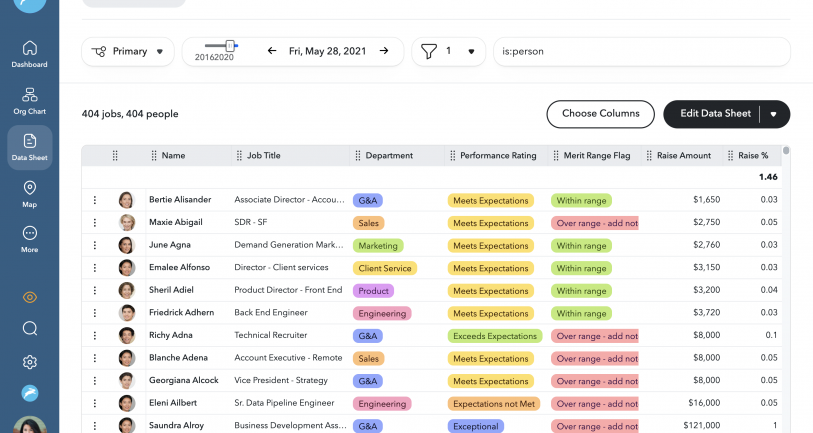 Primary
20162020
Fri, May 28, 2021
1
is:person
404 jobs, 404 people
Choose Columns
Edit Data Sheet
Dashboard
Org Chart
Data Sheet
Map
More
Name Job Title Department Performance Rating Merit Range Flag Raise Amount Raise %
1.46
Bertie Alisander Associate Director - Accou... G&A Meets Expectations Within range $1,650 0.03
Maxie Abigail SDR - SF Sales Meets Expectations Over range - add not $2,750 0.05
June Agna Demand Generation Mark... Marketing Meets Expectations Within range $2,760 0.03
Emalee Alfonso Director - Client services Client Service Meets Expectations Within range $3,150 0.03
Sheril Adiel Product Director - Front End Product Meets Expectations Within range $3,200 0.04
Friedrick Adhern Back End Engineer Engineering Meets Expectations Within range $3,720 0.03
Richy Adna Technical Recruiter G&A Exceeds Expectations Over range - add not $8,000 0.1
Blanche Adena Account Executive - Remote Sales Meets Expectations Over range - add not $8,000 0.05
Georgiana Alcock Vice President - Strategy G&A Meets Expectations Over range - add not $8,000 0.05
Eleni Ailbert Sr. Data Pipeline Engineer Engineering Expectations not Met Over range - add not $16,000 0.05
Saundra Alroy Business Development Ass... G&A Exceptional Over range - add not $121,000 1